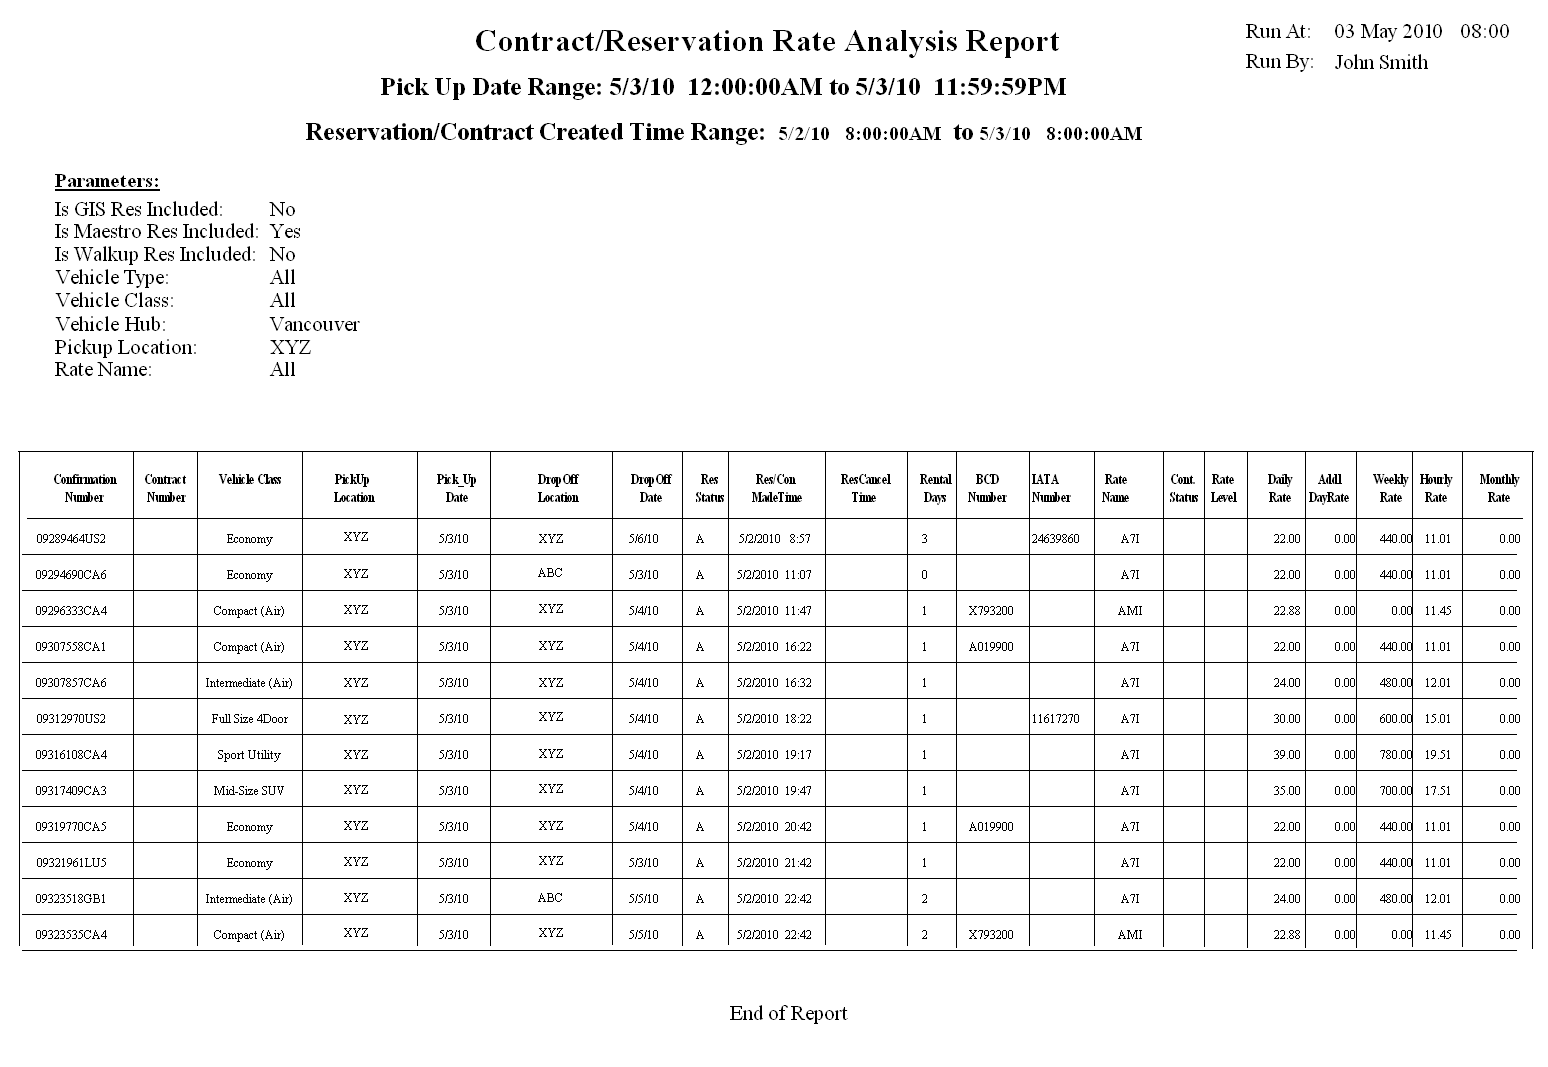 Contract/Reservation Rate Analysis Report
Run At: 03 May 2010 08:00
Run By: John Smith
Pick Up Date Range: 5/3/10 12:00:00AM to 5/3/10 11:59:59PM
Reservation/Contract Created Time Range: 5/2/10 8:00:00AM to 5/3/10 8:00:00AM
Parameters:
Is GIS Res Included: No
Is Maestro Res Included: Yes
Is Walkup Res Included: No
Vehicle Type: All
Vehicle Class: All
Vehicle Hub: Vancouver
Pickup Location: XYZ
Rate Name: All
Confirmation Number Contract Number Vehicle Class PickUp Location Pick_Up Date DropOff Location DropOff Date Res Status Res/Con MadeTime ResCancel Time Rental Days BCD Number IATA Number Rate Name Cont. Status Rate Level Daily Rate Addl DayRate Weekly Rate Hourly Rate Monthly Rate
09289464US2 Economy XYZ 5/3/10 XYZ 5/6/10 A 5/2/2010 8:57 3 24639860 A7I 22.00 0.00 440.00 11.01 0.00
09294690CA6 Economy XYZ 5/3/10 ABC 5/3/10 A 5/2/2010 11:07 0 A7I 22.00 0.00 440.00 11.01 0.00
09296333CA4 Compact (Air) XYZ 5/3/10 XYZ 5/4/10 A 5/2/2010 11:47 1 X793200 AMI 22.88 0.00 0.00 11.45 0.00
09307558CA1 Compact (Air) XYZ 5/3/10 XYZ 5/4/10 A 5/2/2010 16:22 1 A019900 A7I 22.00 0.00 440.00 11.01 0.00
09307857CA6 Intermediate (Air) XYZ 5/3/10 XYZ 5/4/10 A 5/2/2010 16:32 1 A7I 24.00 0.00 480.00 12.01 0.00
09312970US2 Full Size 4Door XYZ 5/3/10 XYZ 5/4/10 A 5/2/2010 18:22 1 11617270 A7I 30.00 0.00 600.00 15.01 0.00
09316108CA4 Sport Utility XYZ 5/3/10 XYZ 5/4/10 A 5/2/2010 19:17 1 A7I 39.00 0.00 780.00 19.51 0.00
09317409CA3 Mid-Size SUV XYZ 5/3/10 XYZ 5/4/10 A 5/2/2010 19:47 1 A7I 35.00 0.00 700.00 17.51 0.00
09319770CA5 Economy XYZ 5/3/10 XYZ 5/4/10 A 5/2/2010 20:42 1 A019900 A7I 22.00 0.00 440.00 11.01 0.00
09321961LU5 Economy XYZ 5/3/10 XYZ 5/3/10 A 5/2/2010 21:42 1 A7I 22.00 0.00 440.00 11.01 0.00
09323518GB1 Intermediate (Air) XYZ 5/3/10 ABC 5/5/10 A 5/2/2010 22:42 2 A7I 24.00 0.00 480.00 12.01 0.00
09323535CA4 Compact (Air) XYZ 5/3/10 XYZ 5/5/10 A 5/2/2010 22:42 2 X793200 AMI 22.88 0.00 0.00 11.45 0.00
End of Report